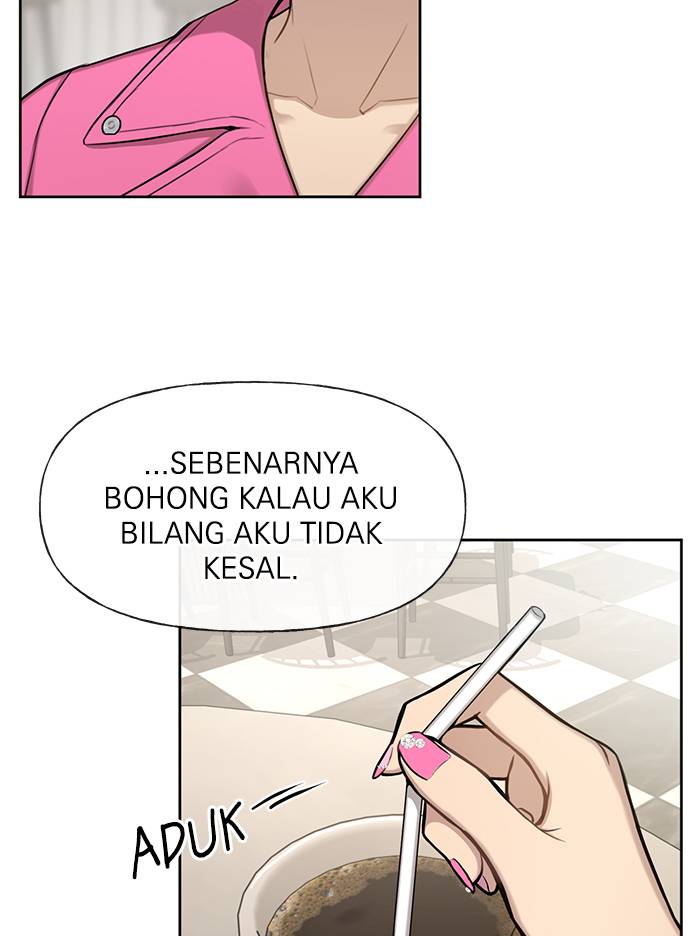 ...SEBENARNYA
BOHONG KALAU AKU
BILANG AKU TIDAK
KESAL.
ADUK